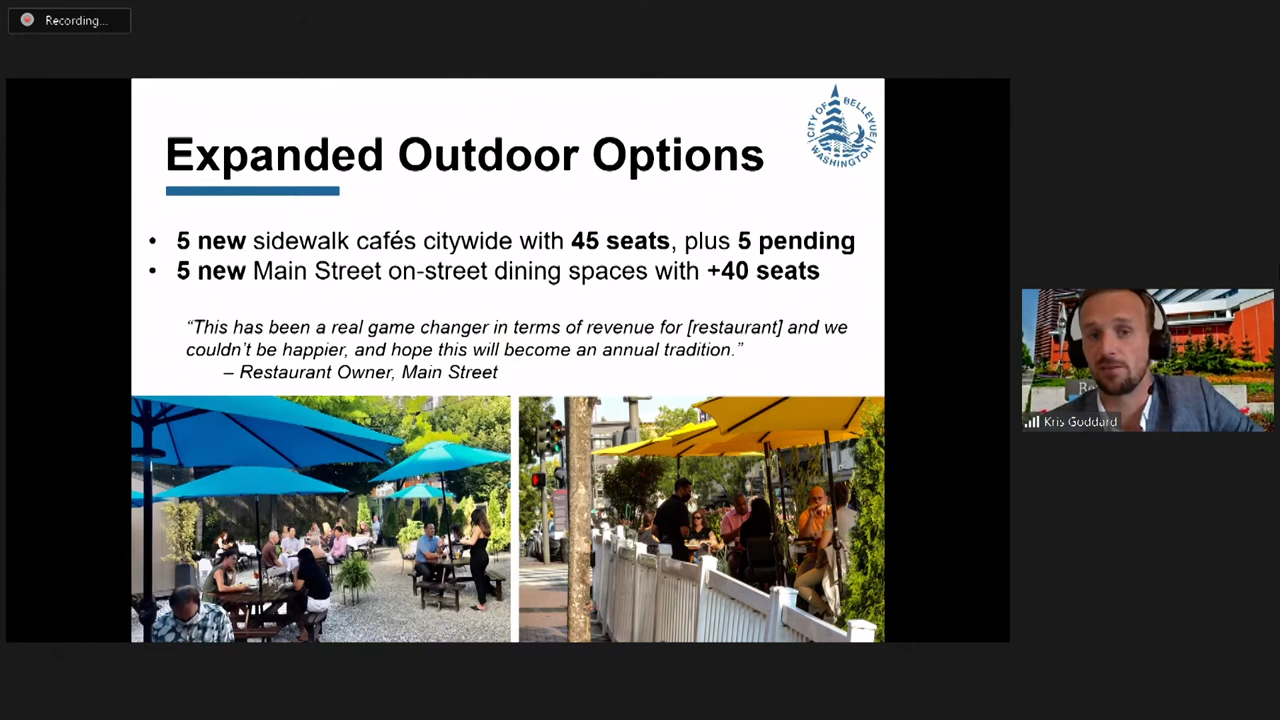 Recording...
CITY OF BELLEVUE
WASHINGTON
Expanded Outdoor Options
• 5 new sidewalk cafés citywide with 45 seats, plus 5 pending
• 5 new Main Street on-street dining spaces with +40 seats
“This has been a real game changer in terms of revenue for [restaurant] and we
couldn’t be happier, and hope this will become an annual tradition.”
– Restaurant Owner, Main Street
Kris Goddard